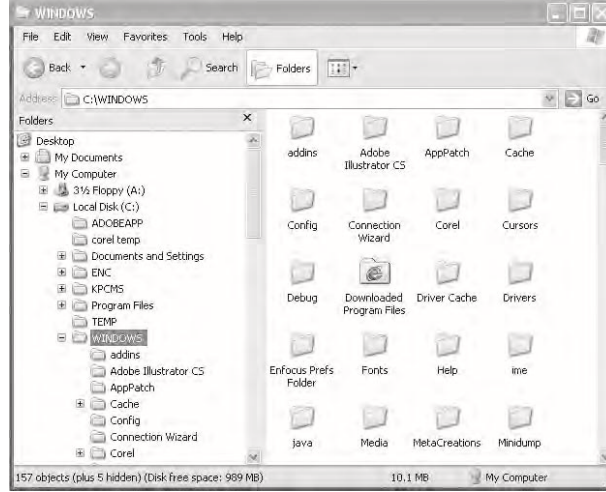 WINDOWS
File Edit View Favorites Tools Help
Back Search Folders
Address C:\WINDOWS Go
Folders
Desktop
My Documents
My Computer
3½ Floppy (A:)
Local Disk (C:)
ADOBEAPP
corel temp
Documents and Settings
ENC
KPCMS
Program Files
TEMP
WINDOWS
addins
Adobe Illustrator CS
AppPatch
Cache
Config
Connection Wizard
Corel
addins Adobe AppPatch Cache
Illustrator CS
Config Connection Corel Cursors
Wizard
Debug Downloaded Driver Cache Drivers
Program Files
Enfocus Prefs Fonts Help ime
Folder
java Media MetaCreations Minidump
157 objects (plus 5 hidden) (Disk free space: 989 MB) 10.1 MB My Computer